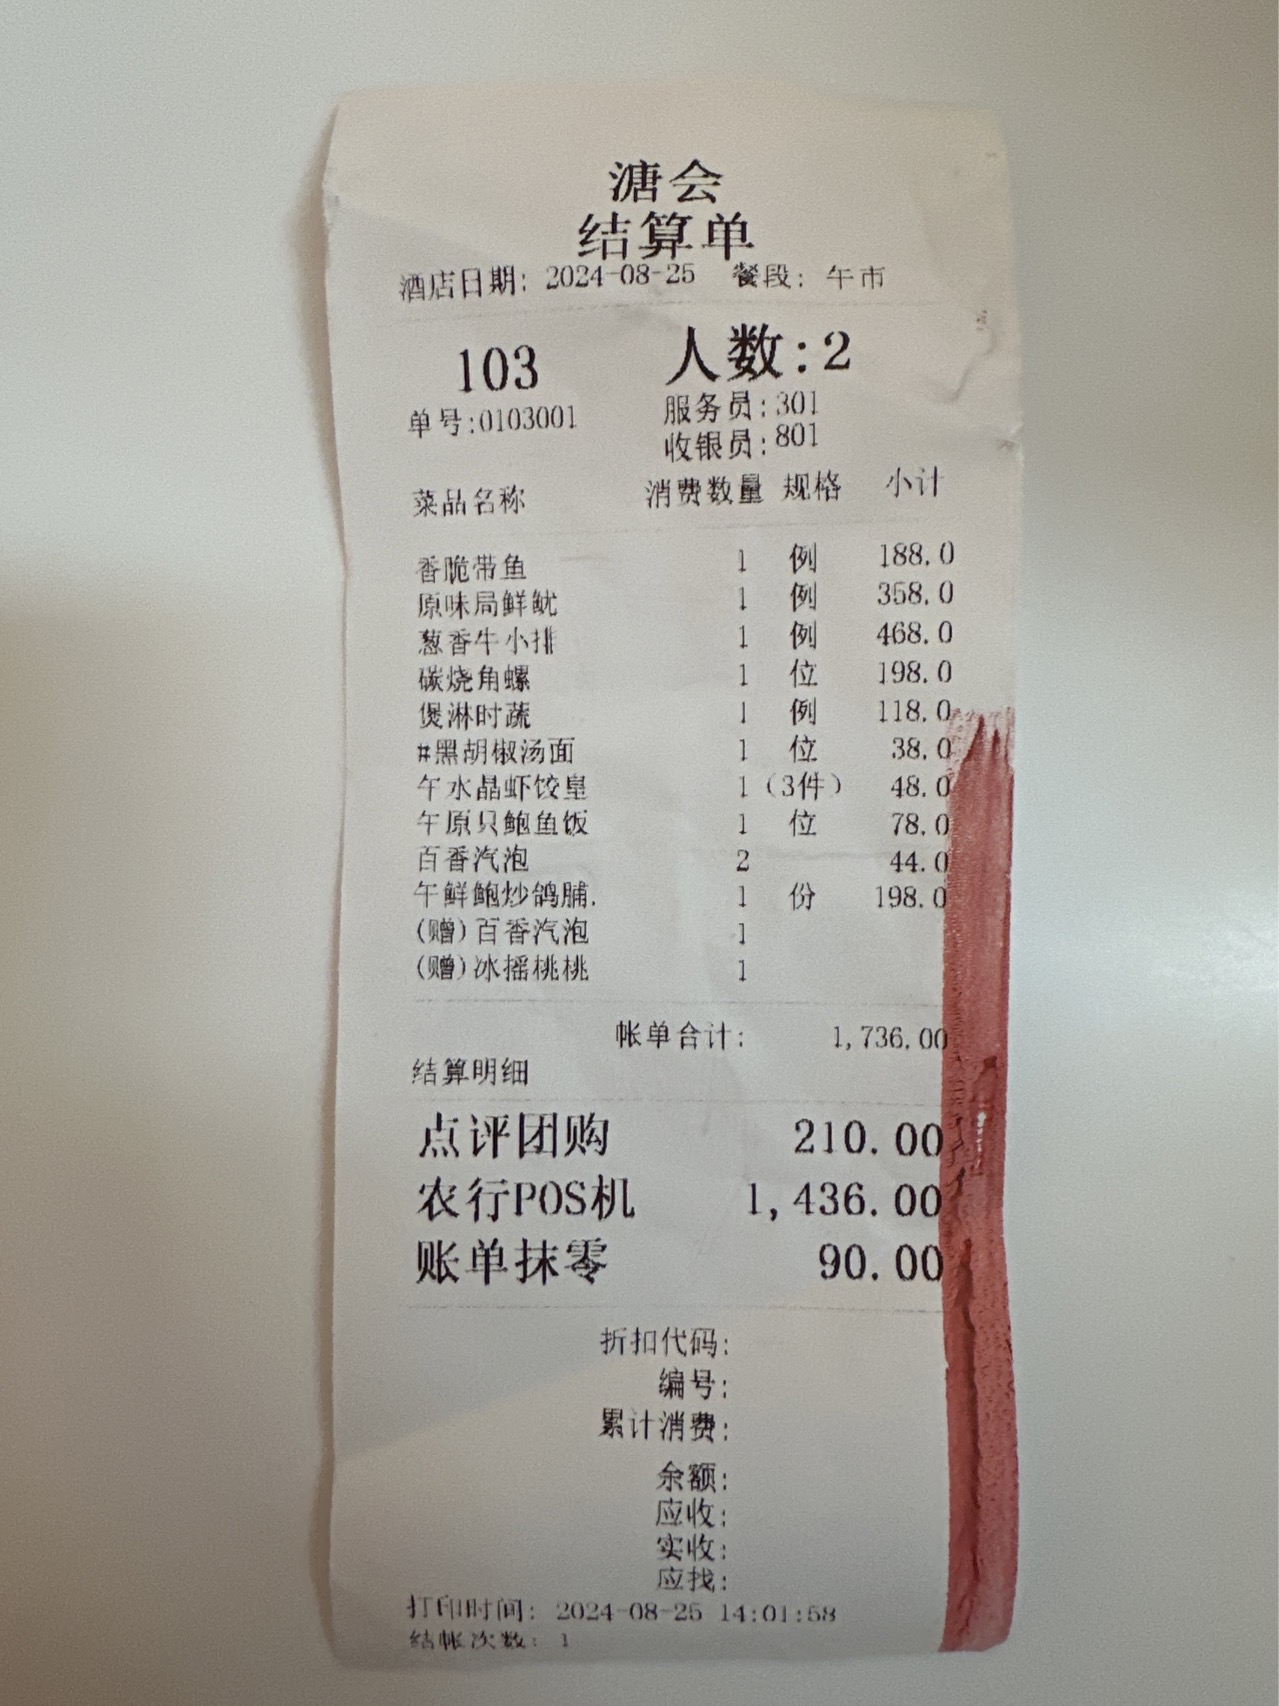 溏会
结算单
酒店日期: 2024-08-25 餐段: 午市
103 人数:2
单号:0103001 服务员:301
收银员:801
菜品名称 消费数量 规格 小计
香脆带鱼 1 例 188.0
原味局鲜鱿 1 例 358.0
葱香牛小排 1 例 468.0
碳烧角螺 1 位 198.0
煲淋时蔬 1 例 118.0
#黑胡椒汤面 1 位 38.0
午水晶虾饺皇 1 (3件) 48.0
午原只鲍鱼饭 1 位 78.0
百香汽泡 2 44.0
午鲜鲍炒鸽脯. 1 份 198.0
(赠)百香汽泡 1
(赠)冰摇桃桃 1
帐单合计: 1,736.00
结算明细
点评团购 210.00
农行POS机 1,436.00
账单抹零 90.00
折扣代码:
编号:
累计消费:
余额:
应收:
实收:
应找:
打印时间: 2024-08-25 14:01:58
结帐次数: 1